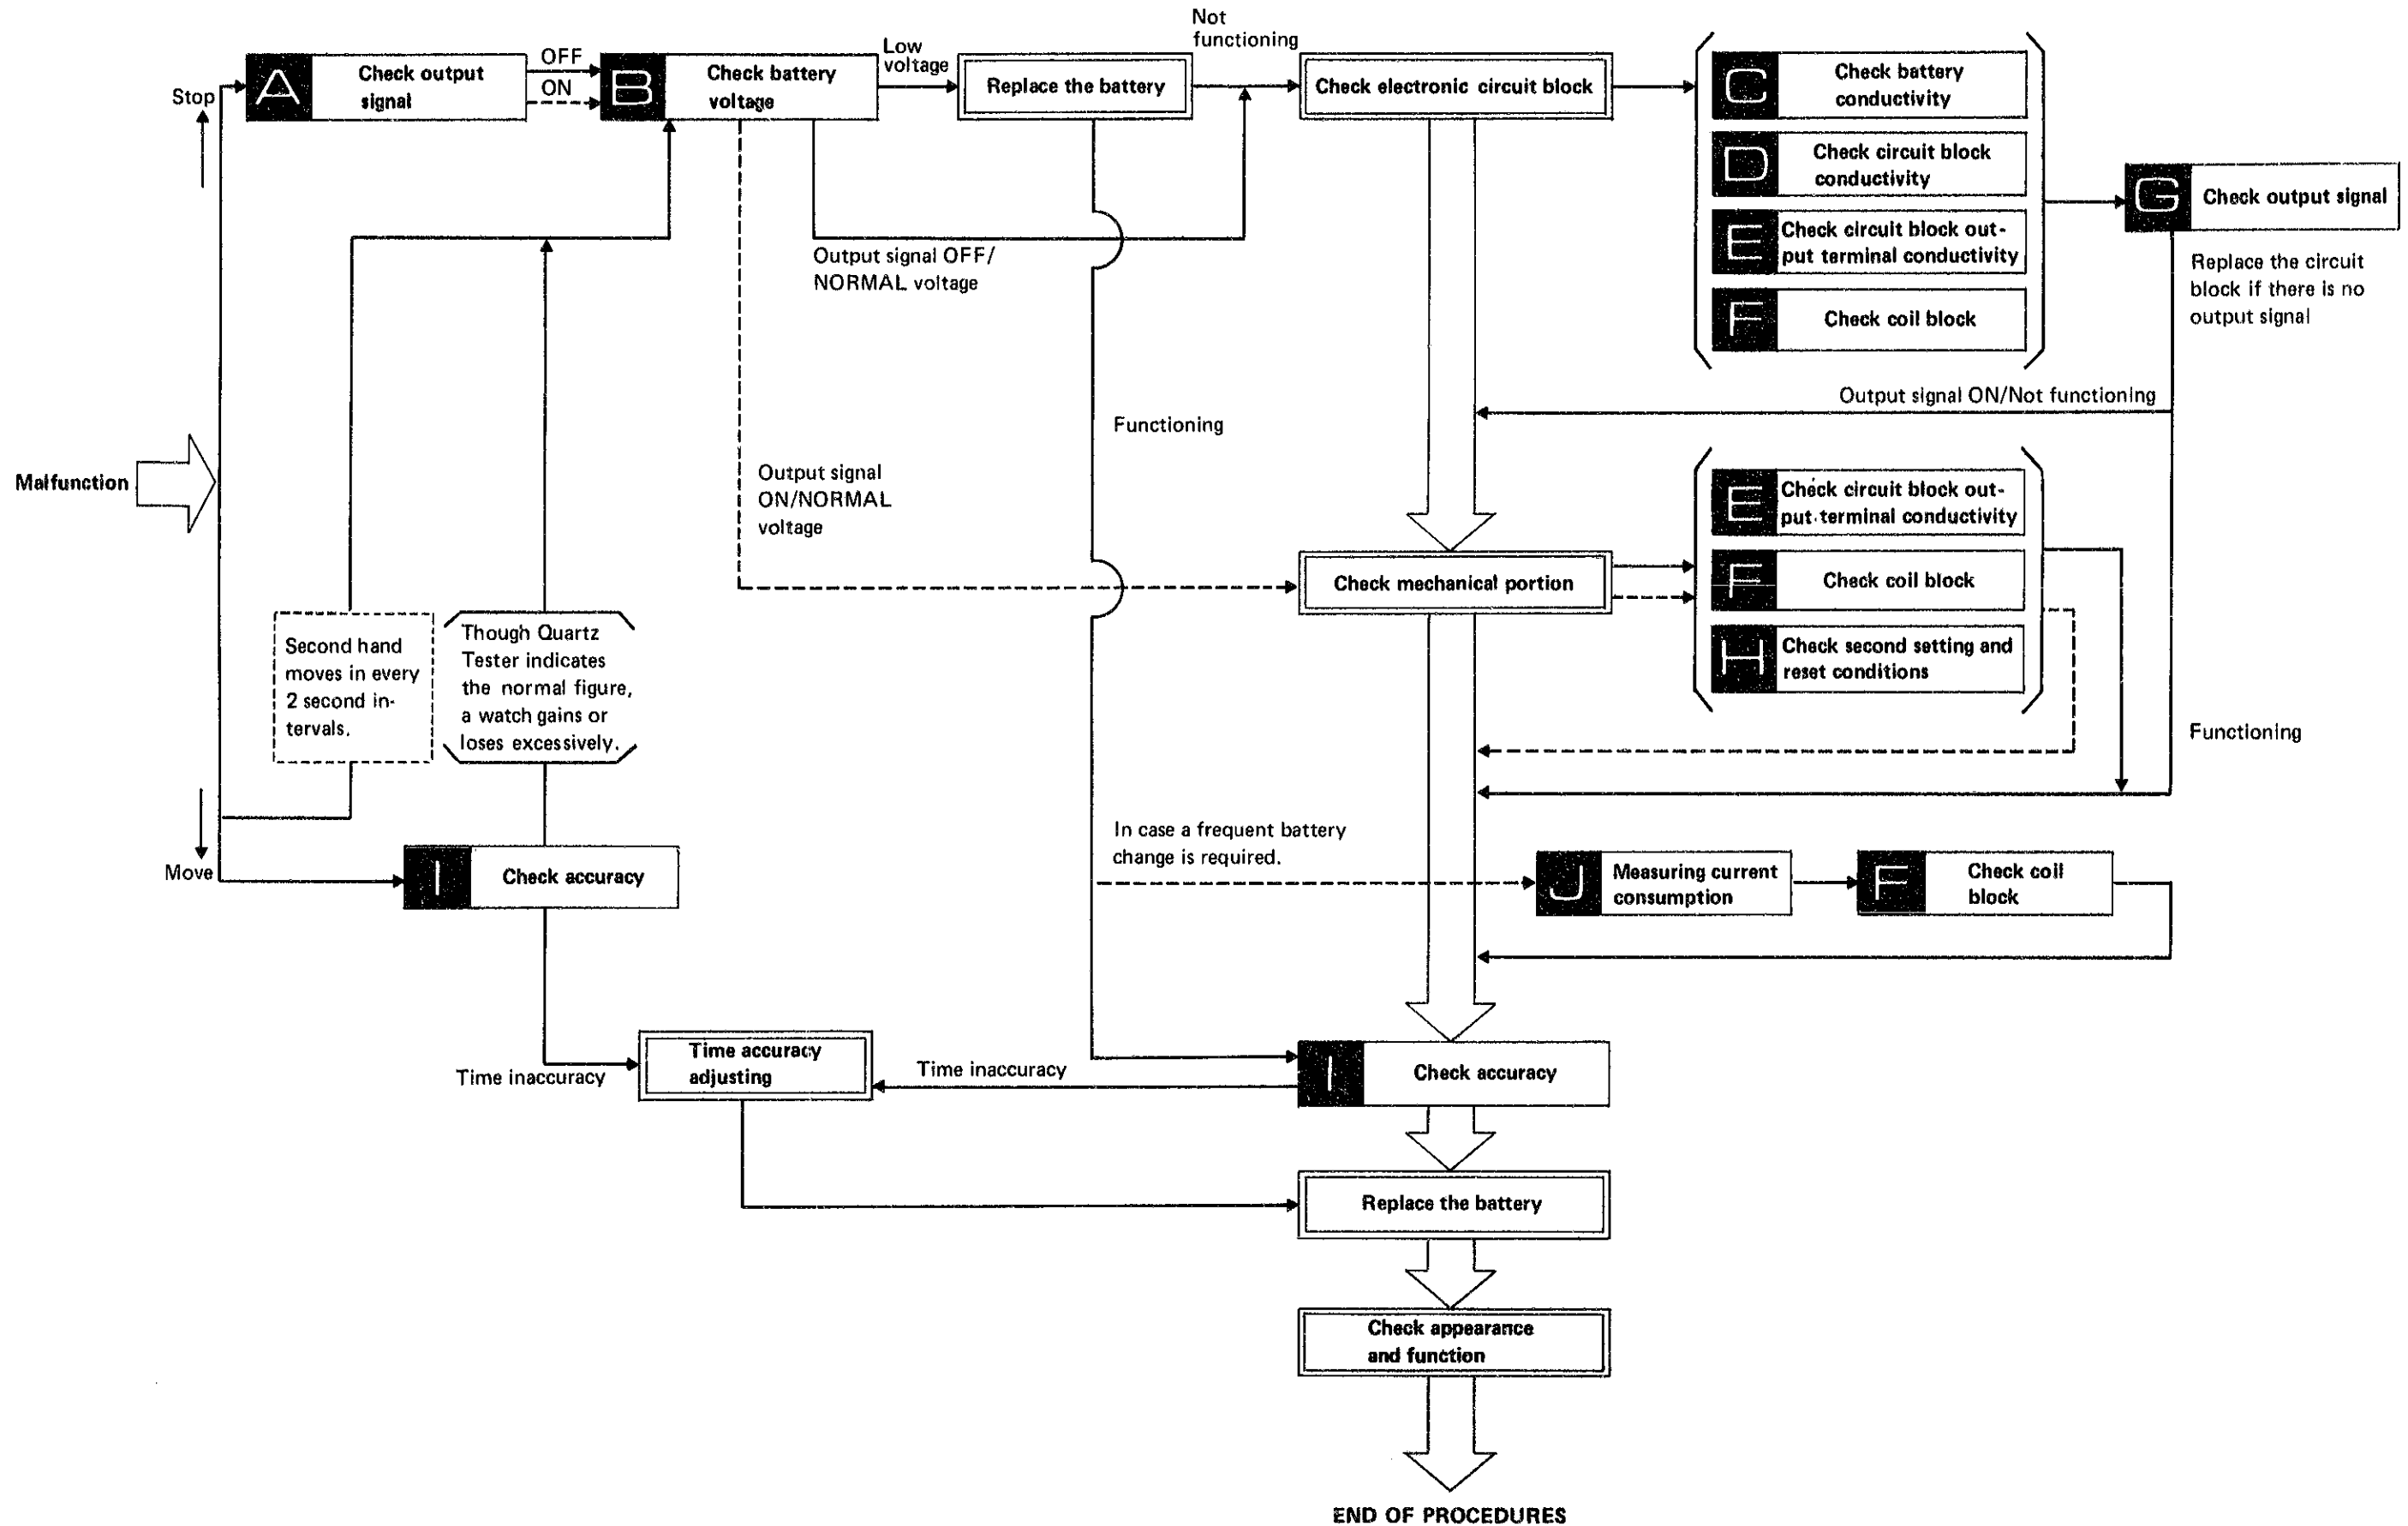 Not
functioning
Stop
A
Check output
signal
OFF
ON
B
Check battery
voltage
Low
voltage
Replace the battery
Check electronic circuit block
C
Check battery
conductivity
D
Check circuit block
conductivity
E
Check circuit block out-
put terminal conductivity
F
Check coil block
G
Check output signal
Replace the circuit
block if there is no
output signal
Output signal OFF/
NORMAL voltage
Output signal ON/Not functioning
Functioning
Malfunction
Output signal
ON/NORMAL
voltage
Check mechanical portion
E
Check circuit block out-
put terminal conductivity
F
Check coil block
H
Check second setting and
reset conditions
Second hand
moves in every
2 second in-
tervals.
Though Quartz
Tester indicates
the normal figure,
a watch gains or
loses excessively.
Functioning
Move
I
Check accuracy
In case a frequent battery
change is required.
J
Measuring current
consumption
F
Check coil
block
Time inaccuracy
Time accuracy
adjusting
Time inaccuracy
I
Check accuracy
Replace the battery
Check appearance
and function
END OF PROCEDURES